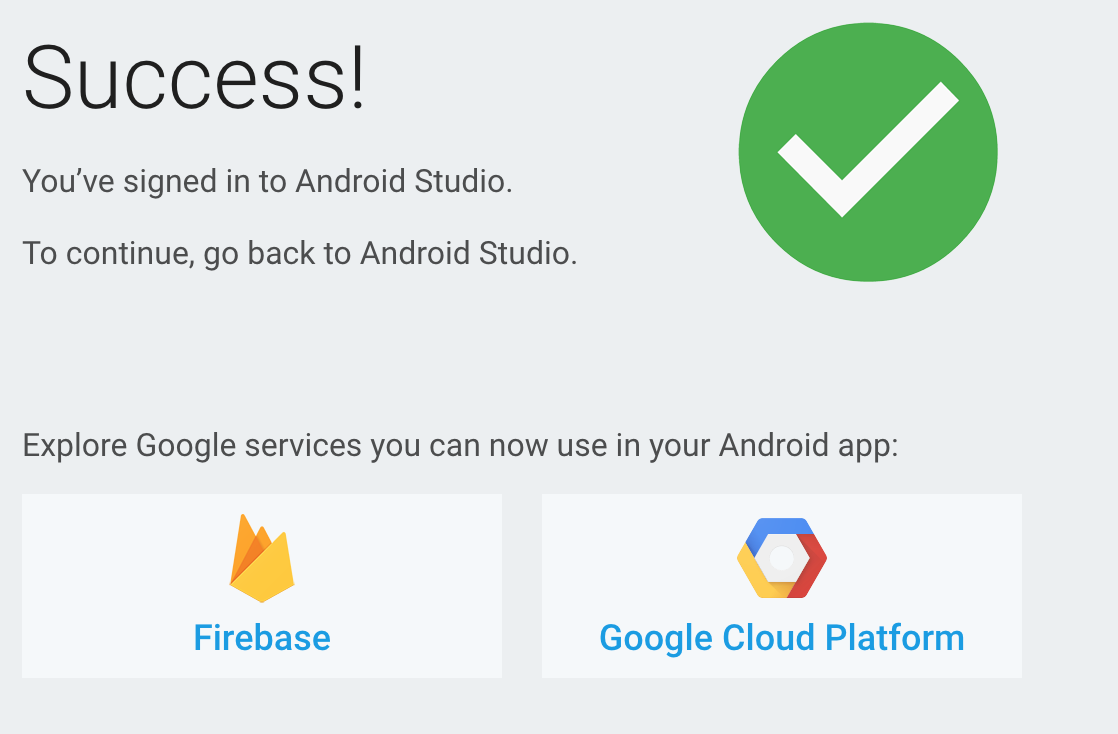 Success!
You’ve signed in to Android Studio.
To continue, go back to Android Studio.
Explore Google services you can now use in your Android app:
Firebase
Google Cloud Platform